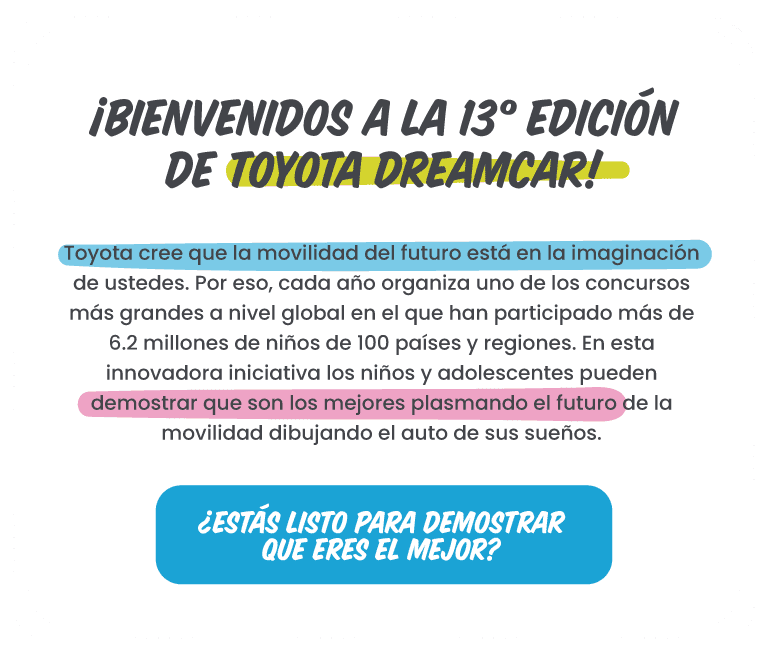 ¡BIENVENIDOS A LA 13° EDICIÓN
DE TOYOTA DREAMCAR!
Toyota cree que la movilidad del futuro está en la imaginación
de ustedes. Por eso, cada año organiza uno de los concursos
más grandes a nivel global en el que han participado más de
6.2 millones de niños de 100 países y regiones. En esta
innovadora iniciativa los niños y adolescentes pueden
demostrar que son los mejores plasmando el futuro de la
movilidad dibujando el auto de sus sueños.
¿ESTÁS LISTO PARA DEMOSTRAR
QUE ERES EL MEJOR?